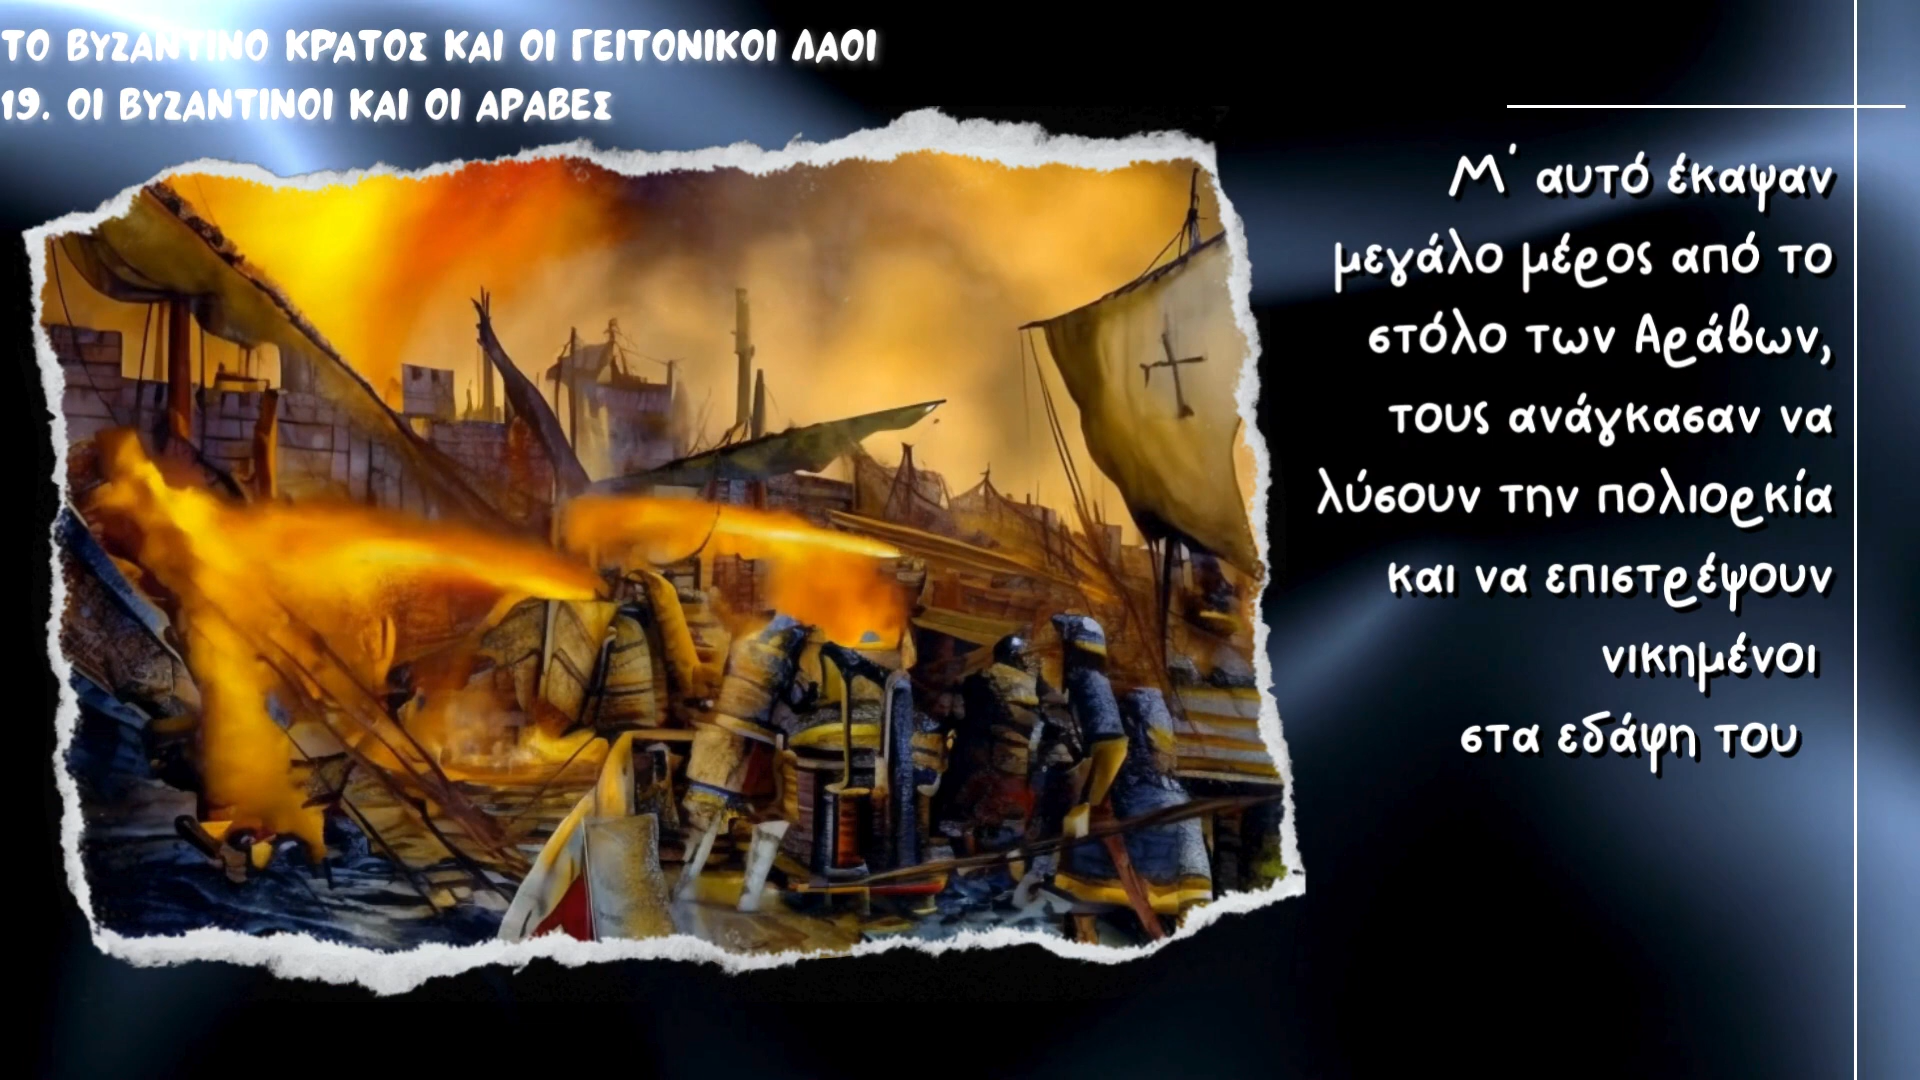 ΤΟ ΒΥΖΑΝΤΙΝΟ ΚΡΑΤΟΣ ΚΑΙ ΟΙ ΓΕΙΤΟΝΙΚΟΙ ΛΑΟΙ
19. ΟΙ ΒΥΖΑΝΤΙΝΟΙ ΚΑΙ ΟΙ ΑΡΑΒΕΣ
Μ΄ αυτό έκαψαν
μεγάλο μέρος από το
στόλο των Αράβων,
τους ανάγκασαν να
λύσουν την πολιορκία
και να επιστρέψουν
νικημένοι
στα εδάφη του